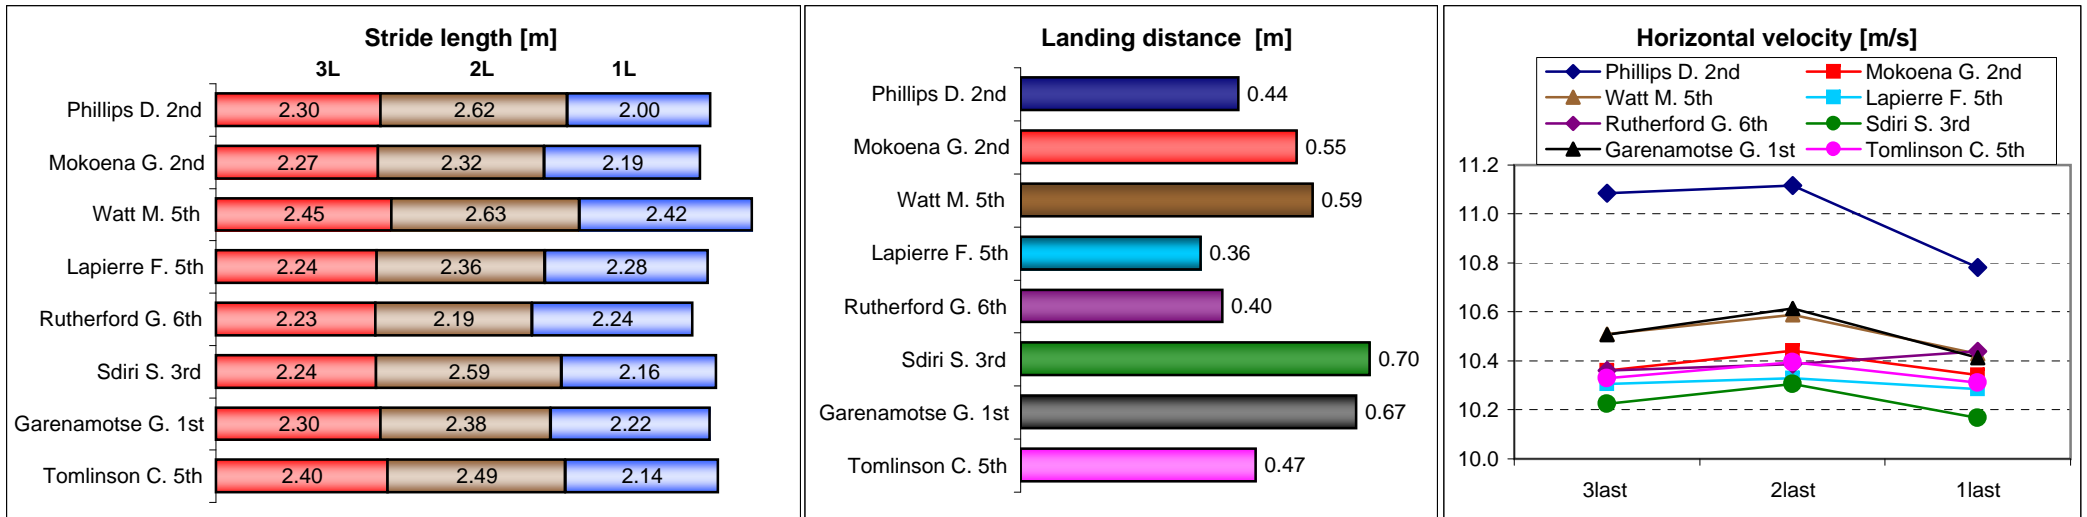 Stride length [m]
3L 2L 1L
Phillips D. 2nd 2.30 2.62 2.00
Mokoena G. 2nd 2.27 2.32 2.19
Watt M. 5th 2.45 2.63 2.42
Lapierre F. 5th 2.24 2.36 2.28
Rutherford G. 6th 2.23 2.19 2.24
Sdiri S. 3rd 2.24 2.59 2.16
Garenamotse G. 1st 2.30 2.38 2.22
Tomlinson C. 5th 2.40 2.49 2.14
Landing distance [m]
Phillips D. 2nd 0.44
Mokoena G. 2nd 0.55
Watt M. 5th 0.59
Lapierre F. 5th 0.36
Rutherford G. 6th 0.40
Sdiri S. 3rd 0.70
Garenamotse G. 1st 0.67
Tomlinson C. 5th 0.47
Horizontal velocity [m/s]
Phillips D. 2nd Mokoena G. 2nd
Watt M. 5th Lapierre F. 5th
Rutherford G. 6th Sdiri S. 3rd
Garenamotse G. 1st Tomlinson C. 5th
11.2
11.0
10.8
10.6
10.4
10.2
10.0
3last 2last 1last